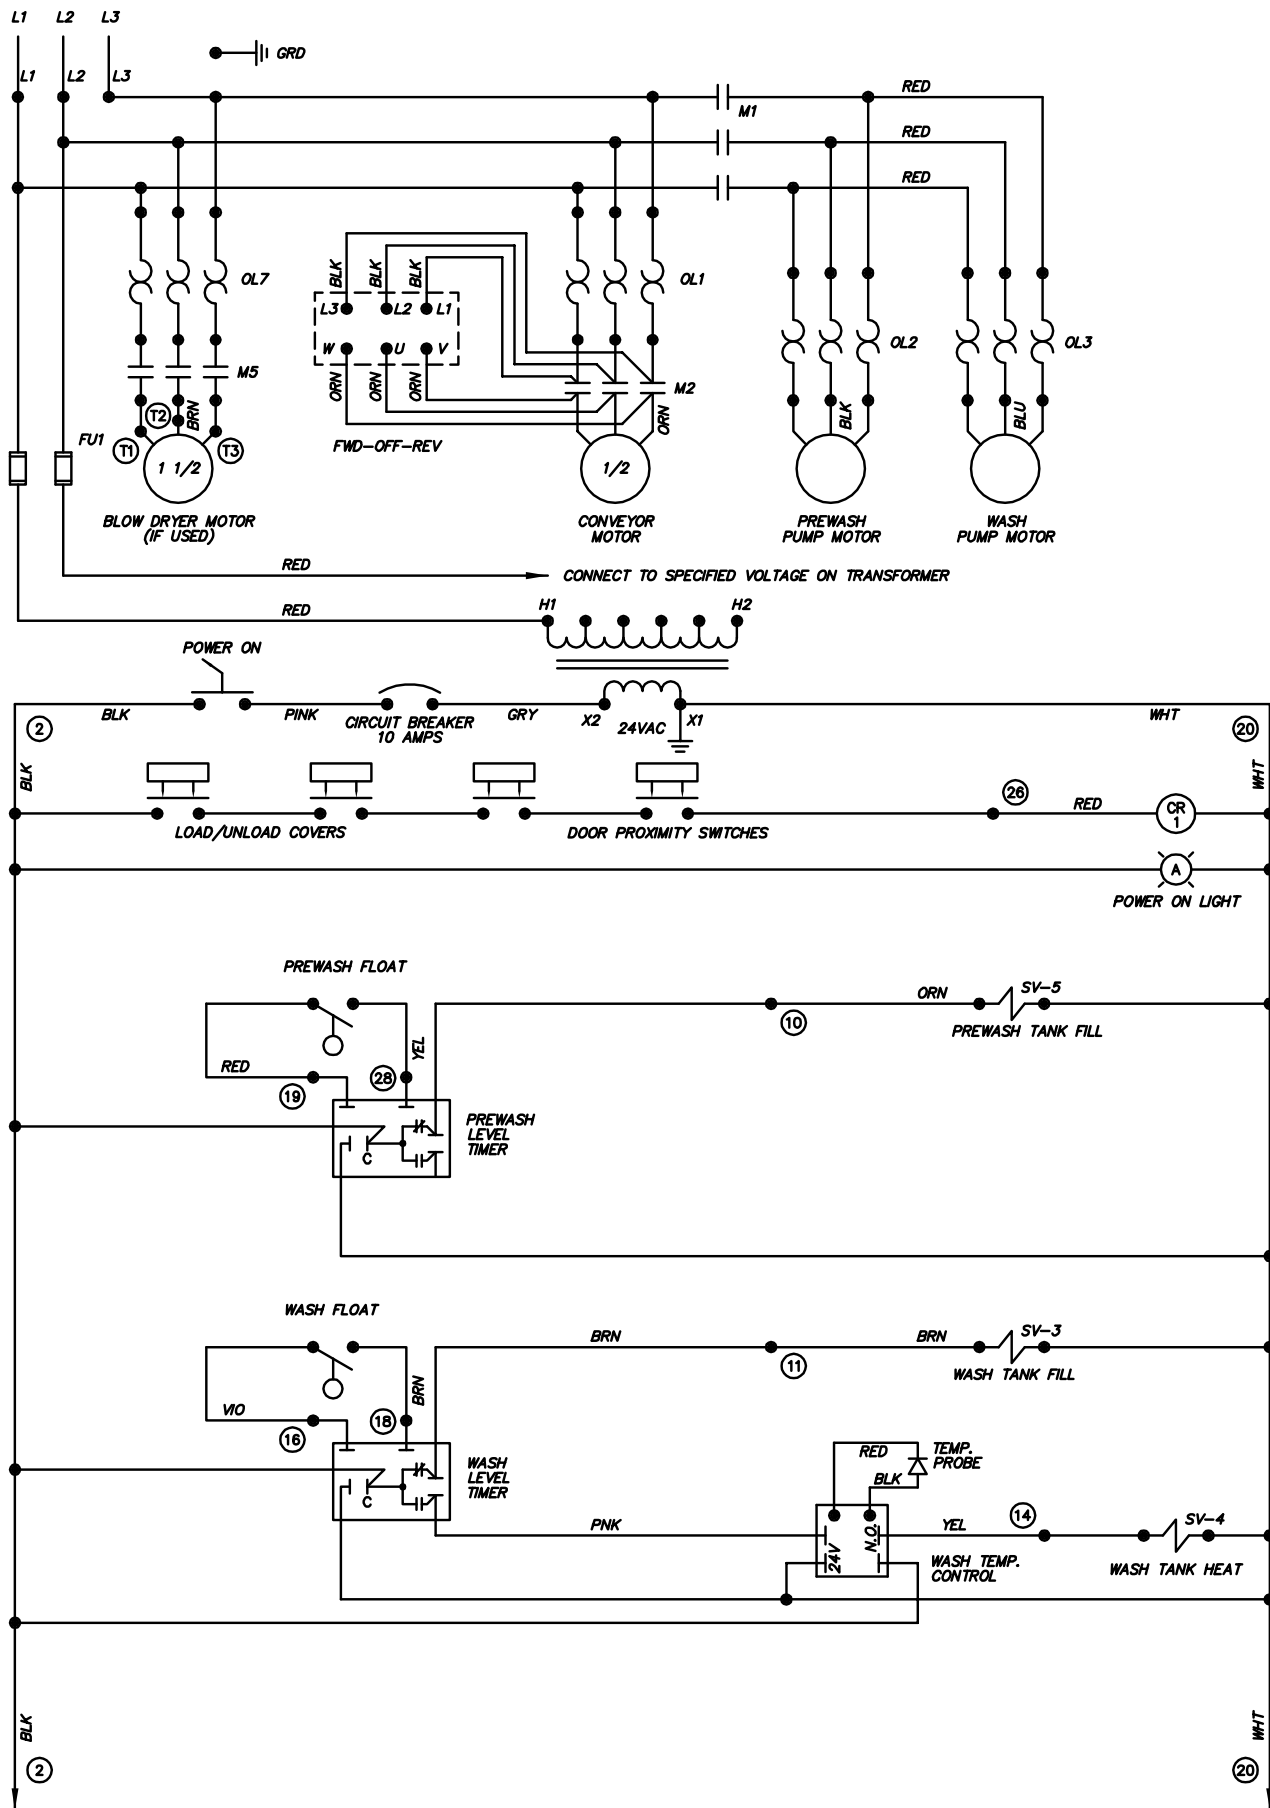 L1
L2
L3
GRD
L1
L2
L3
RED
M1
RED
RED
OL7
BLK
BLK
BLK
OL1
L3
L2
L1
OL2
OL3
W
U
V
M5
M2
ORN
ORN
ORN
ORN
T2
BRN
BLK
BLU
FU1
T1
T3
FWD-OFF-REV
1 1/2
1/2
BLOW DRYER MOTOR
(IF USED)
CONVEYOR
MOTOR
PREWASH
PUMP MOTOR
WASH
PUMP MOTOR
RED
CONNECT TO SPECIFIED VOLTAGE ON TRANSFORMER
RED
H1
H2
POWER ON
2
BLK
PINK
CIRCUIT BREAKER
10 AMPS
GRY
X2
24VAC
X1
WHT
20
BLK
WHT
LOAD/UNLOAD COVERS
DOOR PROXIMITY SWITCHES
26
RED
CR
1
A
POWER ON LIGHT
PREWASH FLOAT
ORN
SV-5
10
PREWASH TANK FILL
YEL
RED
19
28
PREWASH
LEVEL
TIMER
C
WASH FLOAT
BRN
BRN
SV-3
11
WASH TANK FILL
BRN
VIO
16
18
WASH
LEVEL
TIMER
C
RED
TEMP.
PROBE
BLK
PNK
24V
N.O.
YEL
14
SV-4
WASH TEMP.
CONTROL
WASH TANK HEAT
BLK
WHT
2
20